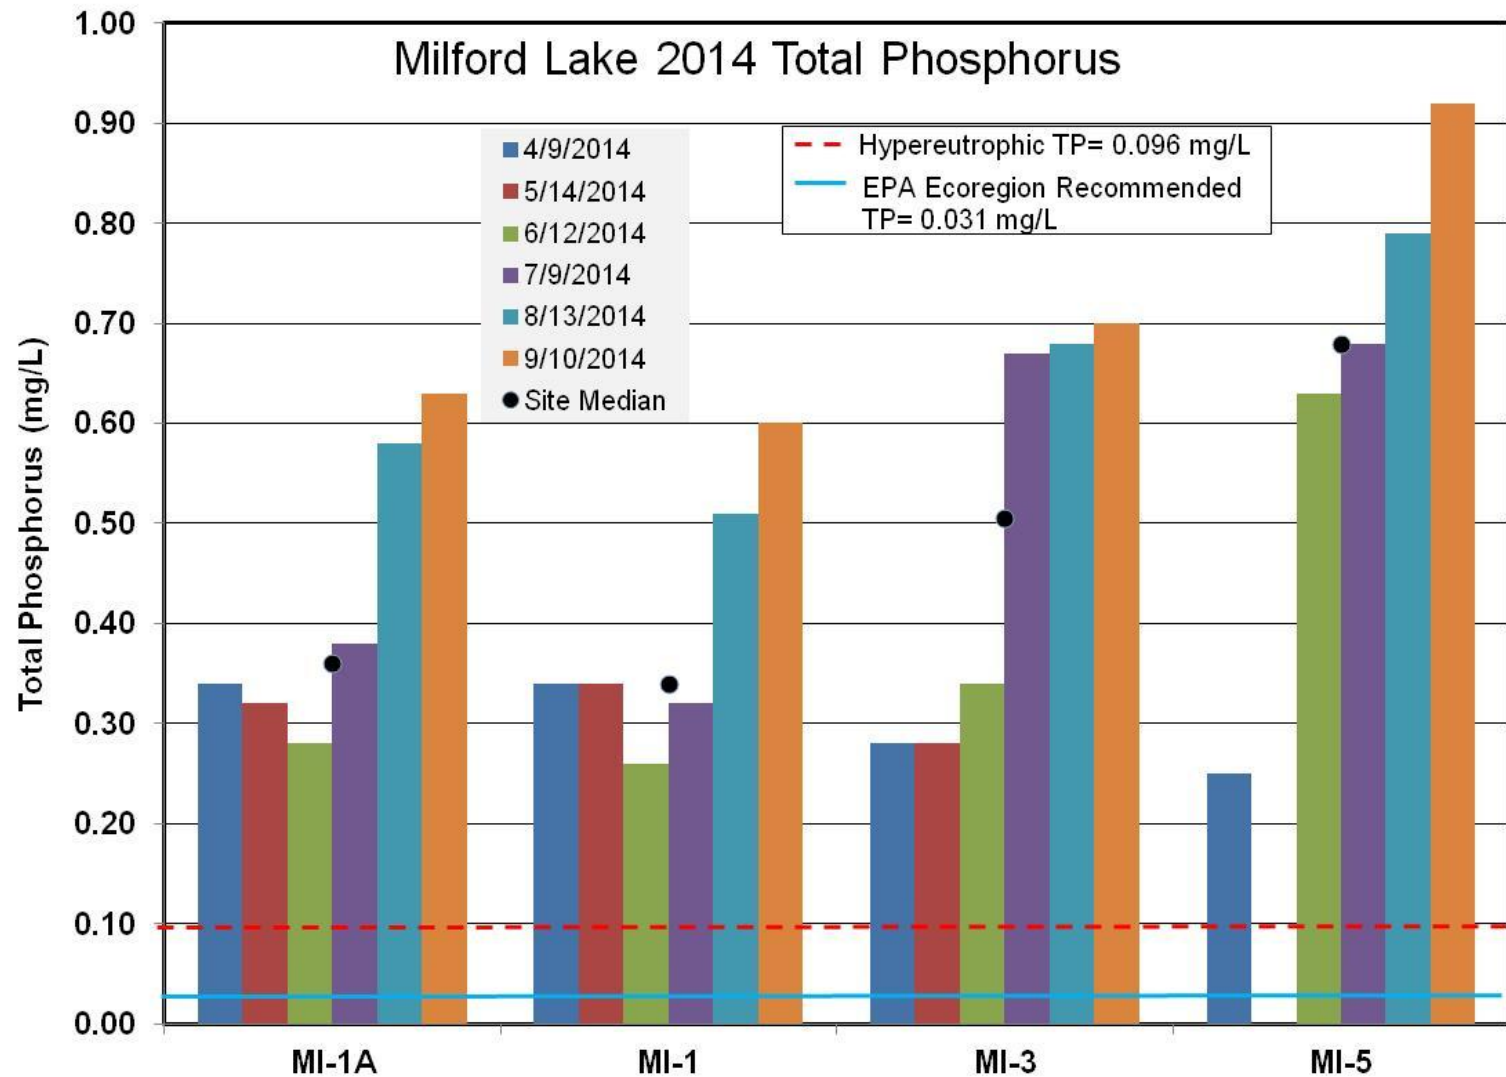 Milford Lake 2014 Total Phosphorus
1.00
0.90
0.80
0.70
0.60
0.50
0.40
0.30
0.20
0.10
0.00
Total Phosphorus (mg/L)
4/9/2014
5/14/2014
6/12/2014
7/9/2014
8/13/2014
9/10/2014
Site Median
Hypereutrophic TP= 0.096 mg/L
EPA Ecoregion Recommended
TP= 0.031 mg/L
MI-1A
MI-1
MI-3
MI-5